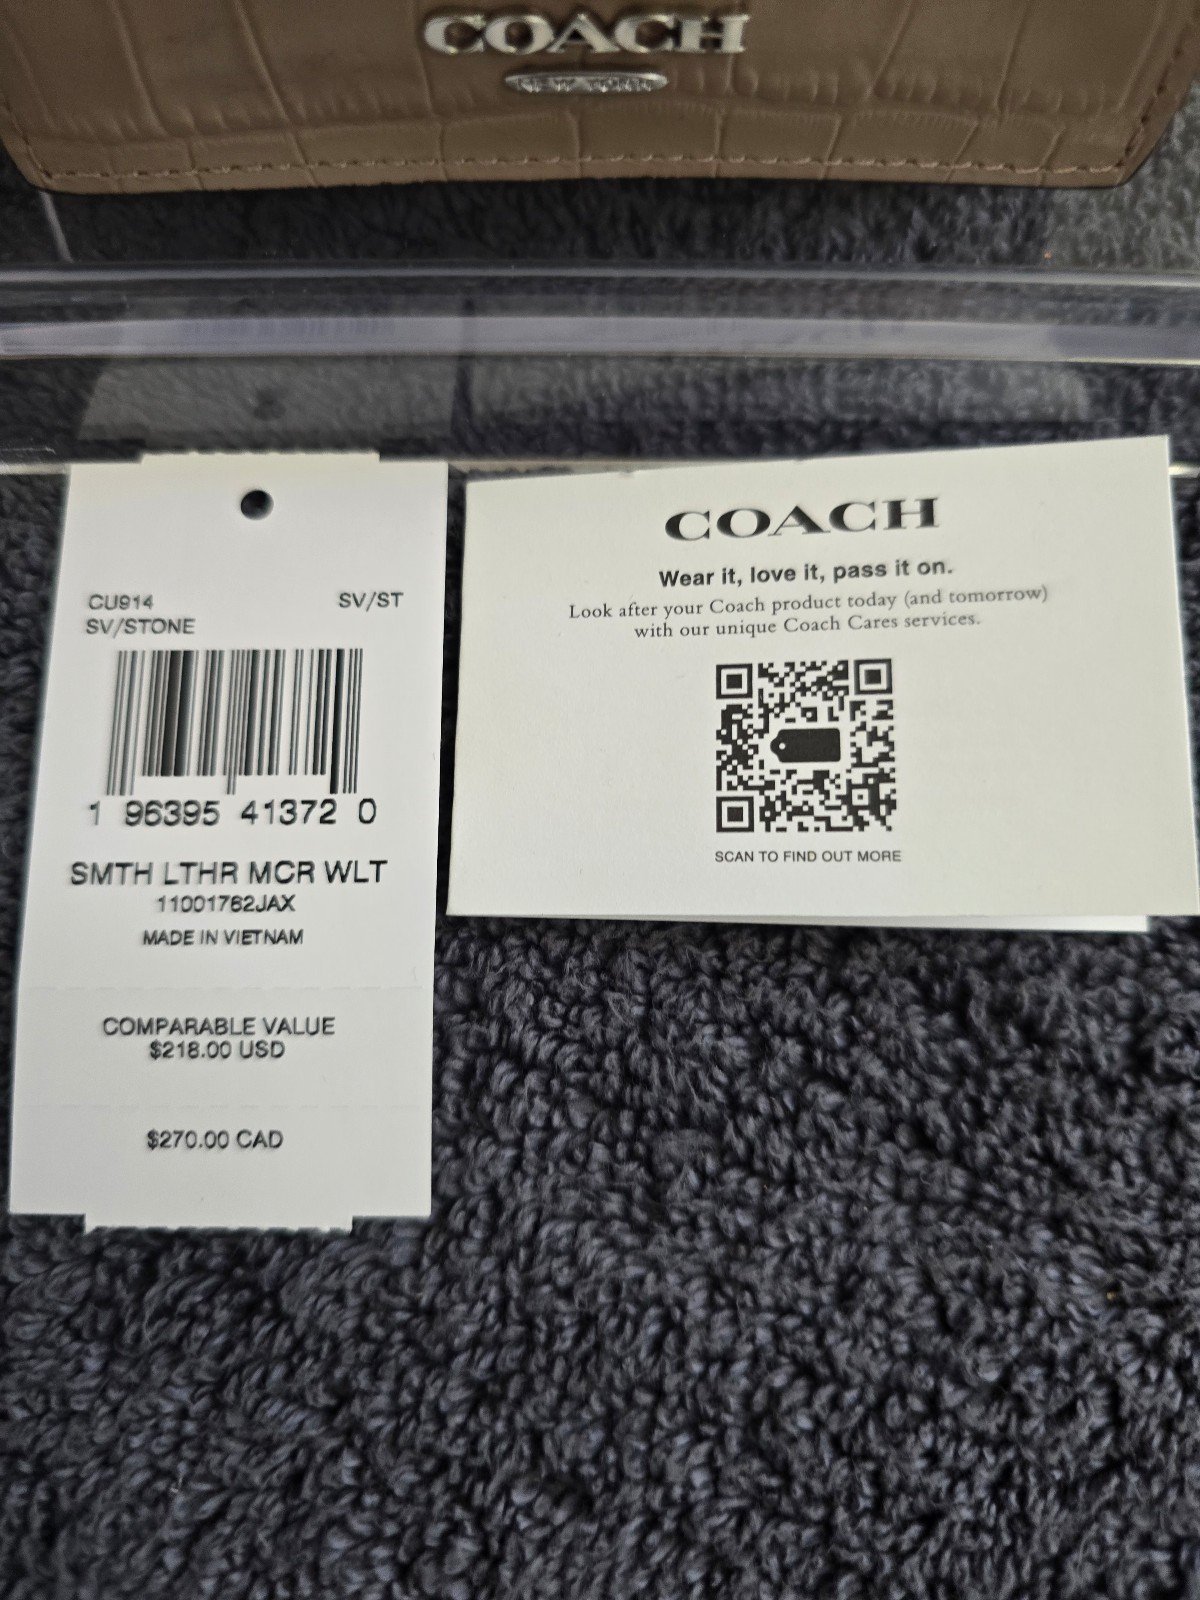 COACH
NEW YORK
CU914 SV/ST
SV/STONE
1 96395 41372 0
SMTH LTHR MCR WLT
11001762JAX
MADE IN VIETNAM
COMPARABLE VALUE
$218.00 USD
$270.00 CAD
COACH
Wear it, love it, pass it on.
Look after your Coach product today (and tomorrow)
with our unique Coach Cares services.
SCAN TO FIND OUT MORE